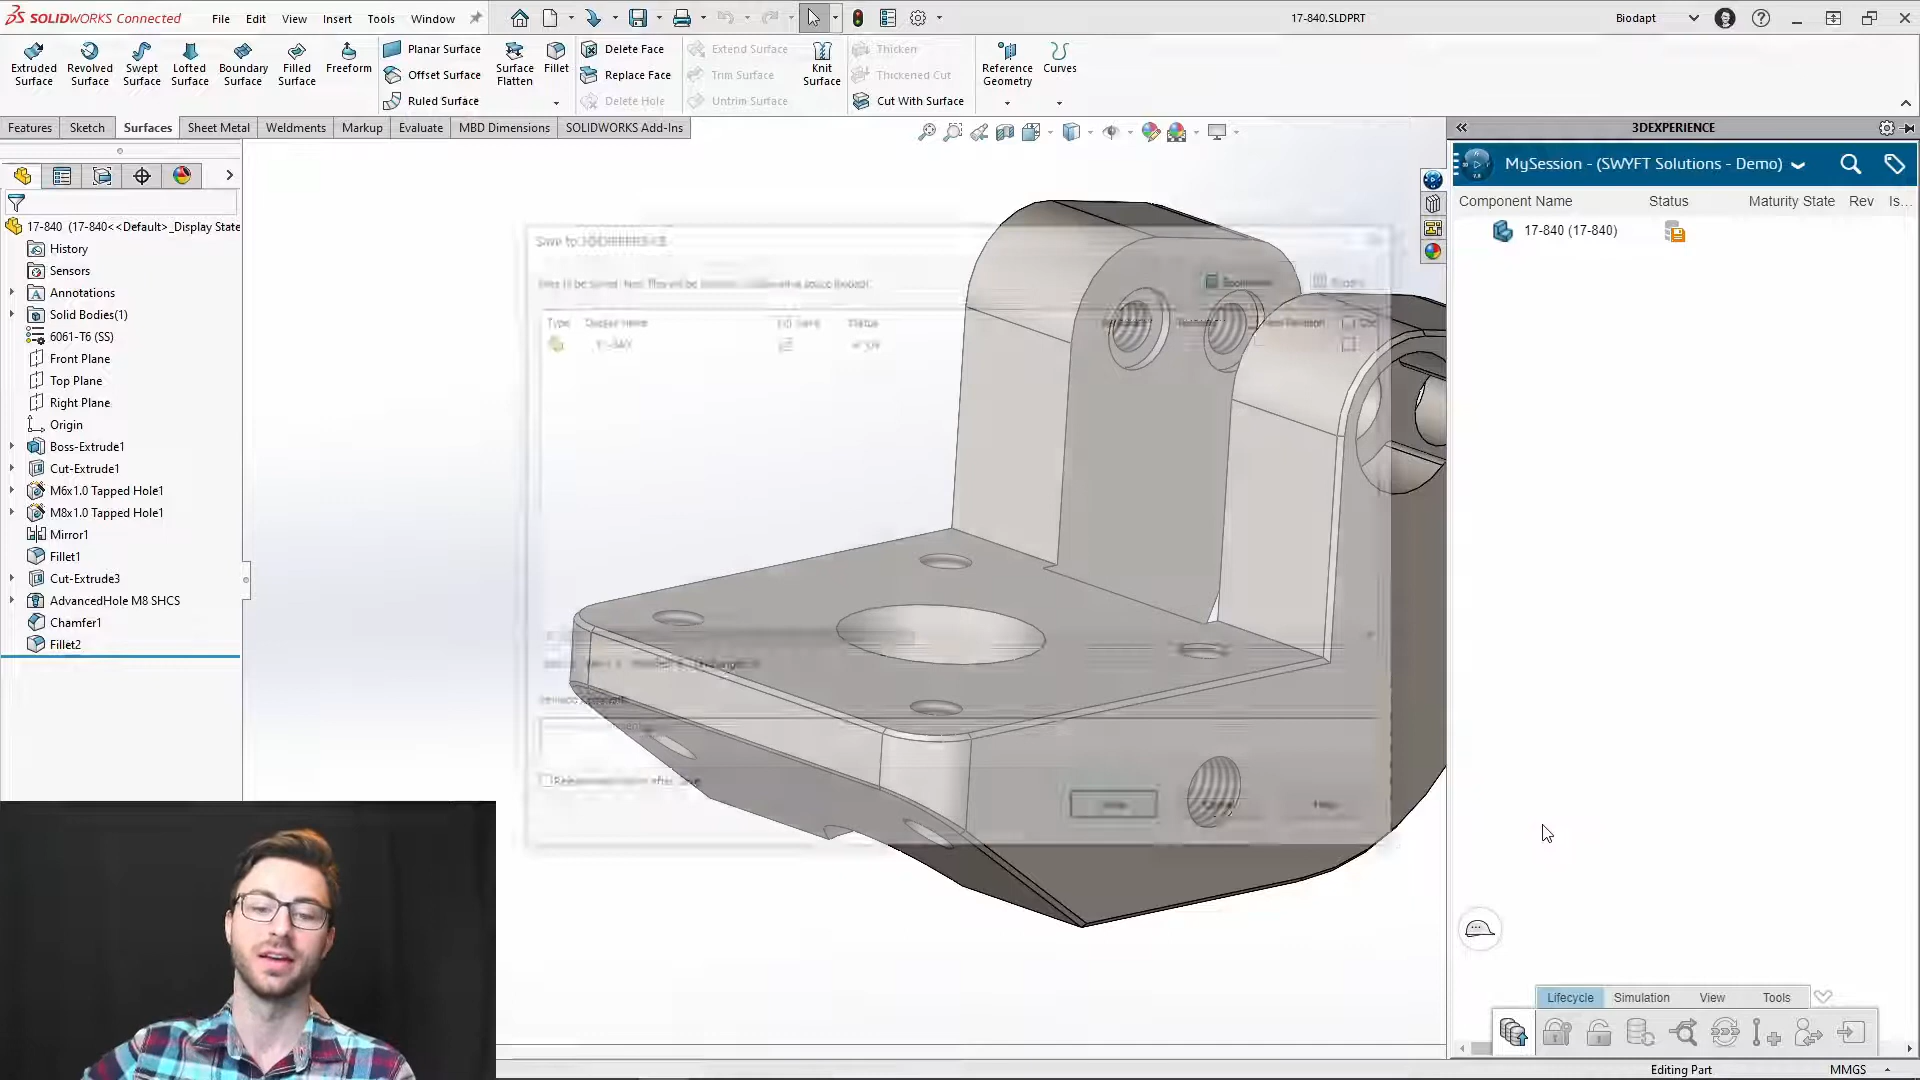 SOLIDWORKS Connected
File Edit View Insert Tools Window
17-840.SLDPRT
Biodapt
Extruded Surface
Revolved Surface
Swept Surface
Lofted Surface
Boundary Surface
Filled Surface
Freeform
Planar Surface
Offset Surface
Ruled Surface
Surface Flatten
Fillet
Delete Face
Replace Face
Delete Hole
Extend Surface
Trim Surface
Untrim Surface
Knit Surface
Thicken
Thickened Cut
Cut With Surface
Reference Geometry
Curves
Features Sketch Surfaces Sheet Metal Weldments Markup Evaluate MBD Dimensions SOLIDWORKS Add-Ins
17-840 (17-840<<Default>_Display State
History
Sensors
Annotations
Solid Bodies(1)
6061-T6 (SS)
Front Plane
Top Plane
Right Plane
Origin
Boss-Extrude1
Cut-Extrude1
M6x1.0 Tapped Hole1
M8x1.0 Tapped Hole1
Mirror1
Fillet1
Cut-Extrude3
AdvancedHole M8 SHCS
Chamfer1
Fillet2
Type
3DEXPERIENCE
MySession - (SWYFT Solutions - Demo)
Component Name Status Maturity State Rev Is...
17-840 (17-840)
Lifecycle Simulation View Tools
Editing Part MMGS